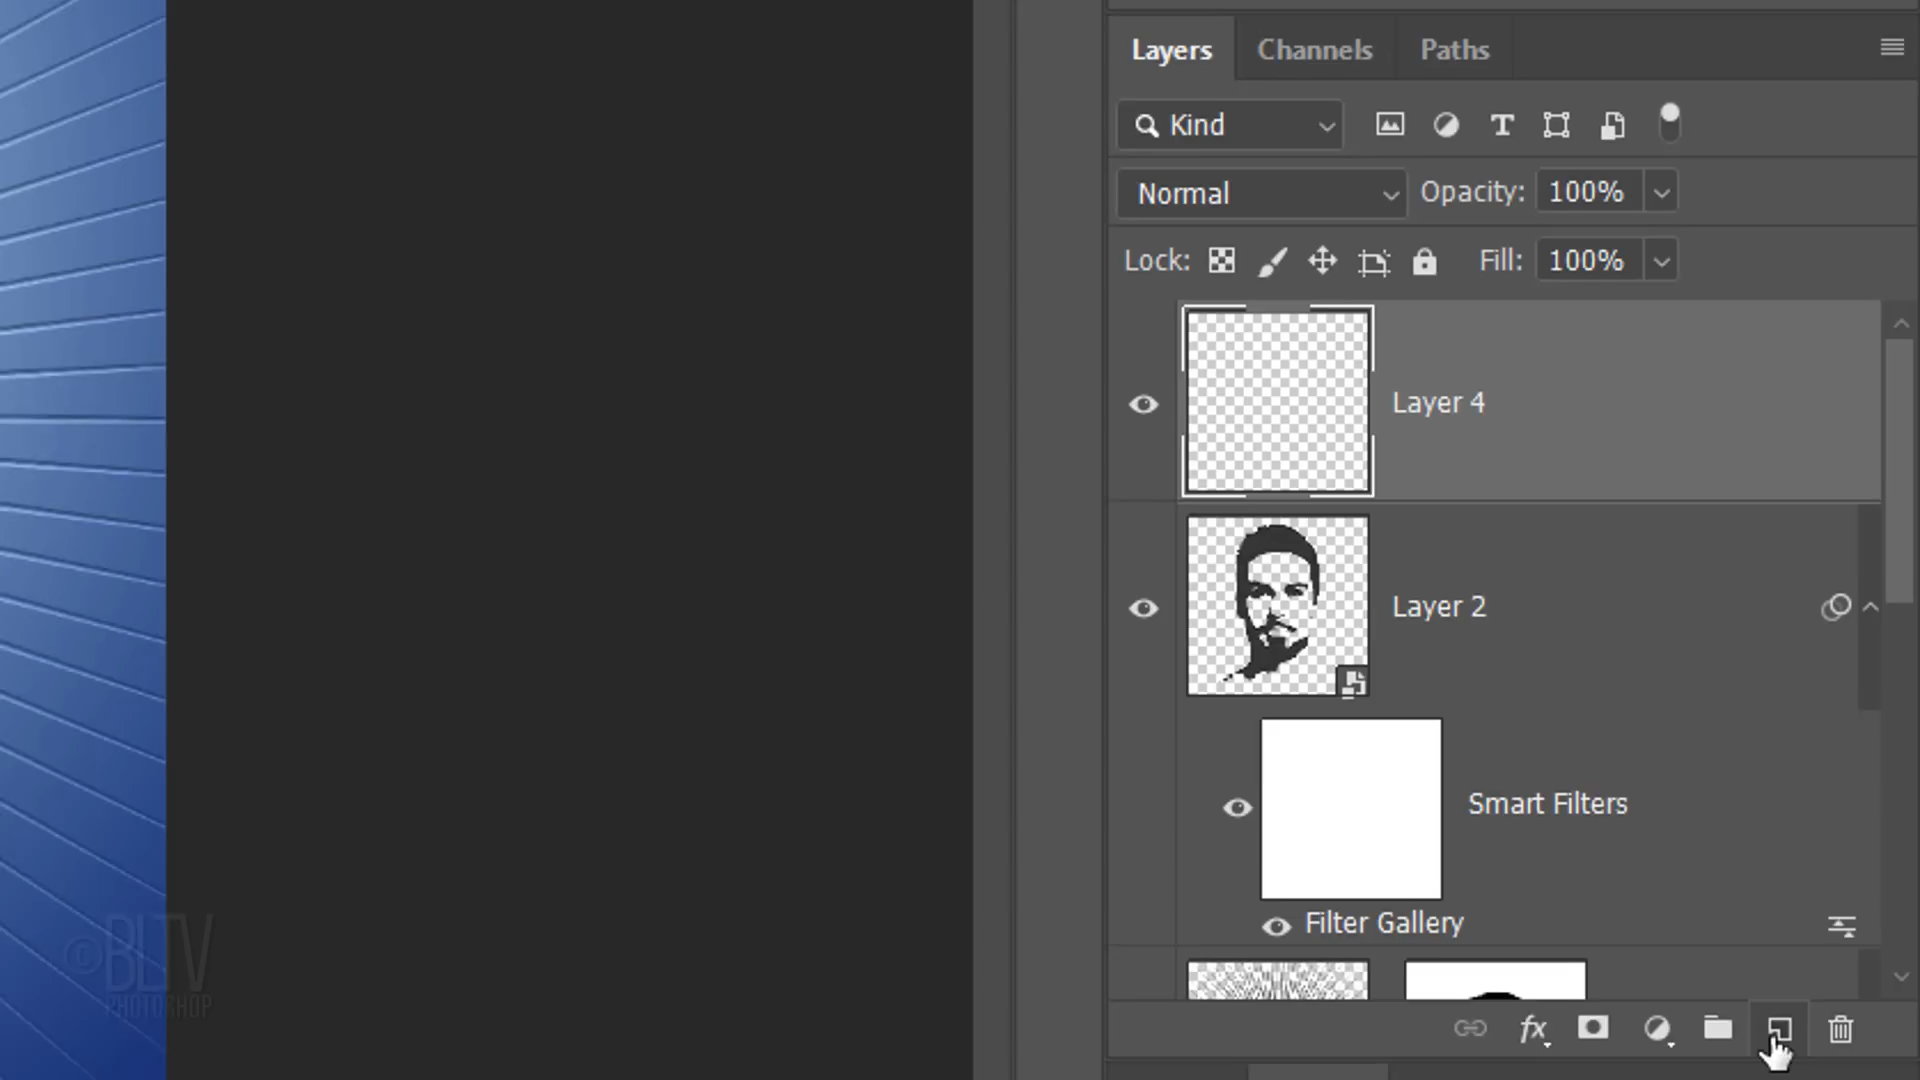 Layers Channels Paths
Kind
Normal Opacity: 100%
Lock: Fill: 100%
Layer 4
Layer 2
Smart Filters
Filter Gallery
©BLTV
PHOTOSHOP
fx